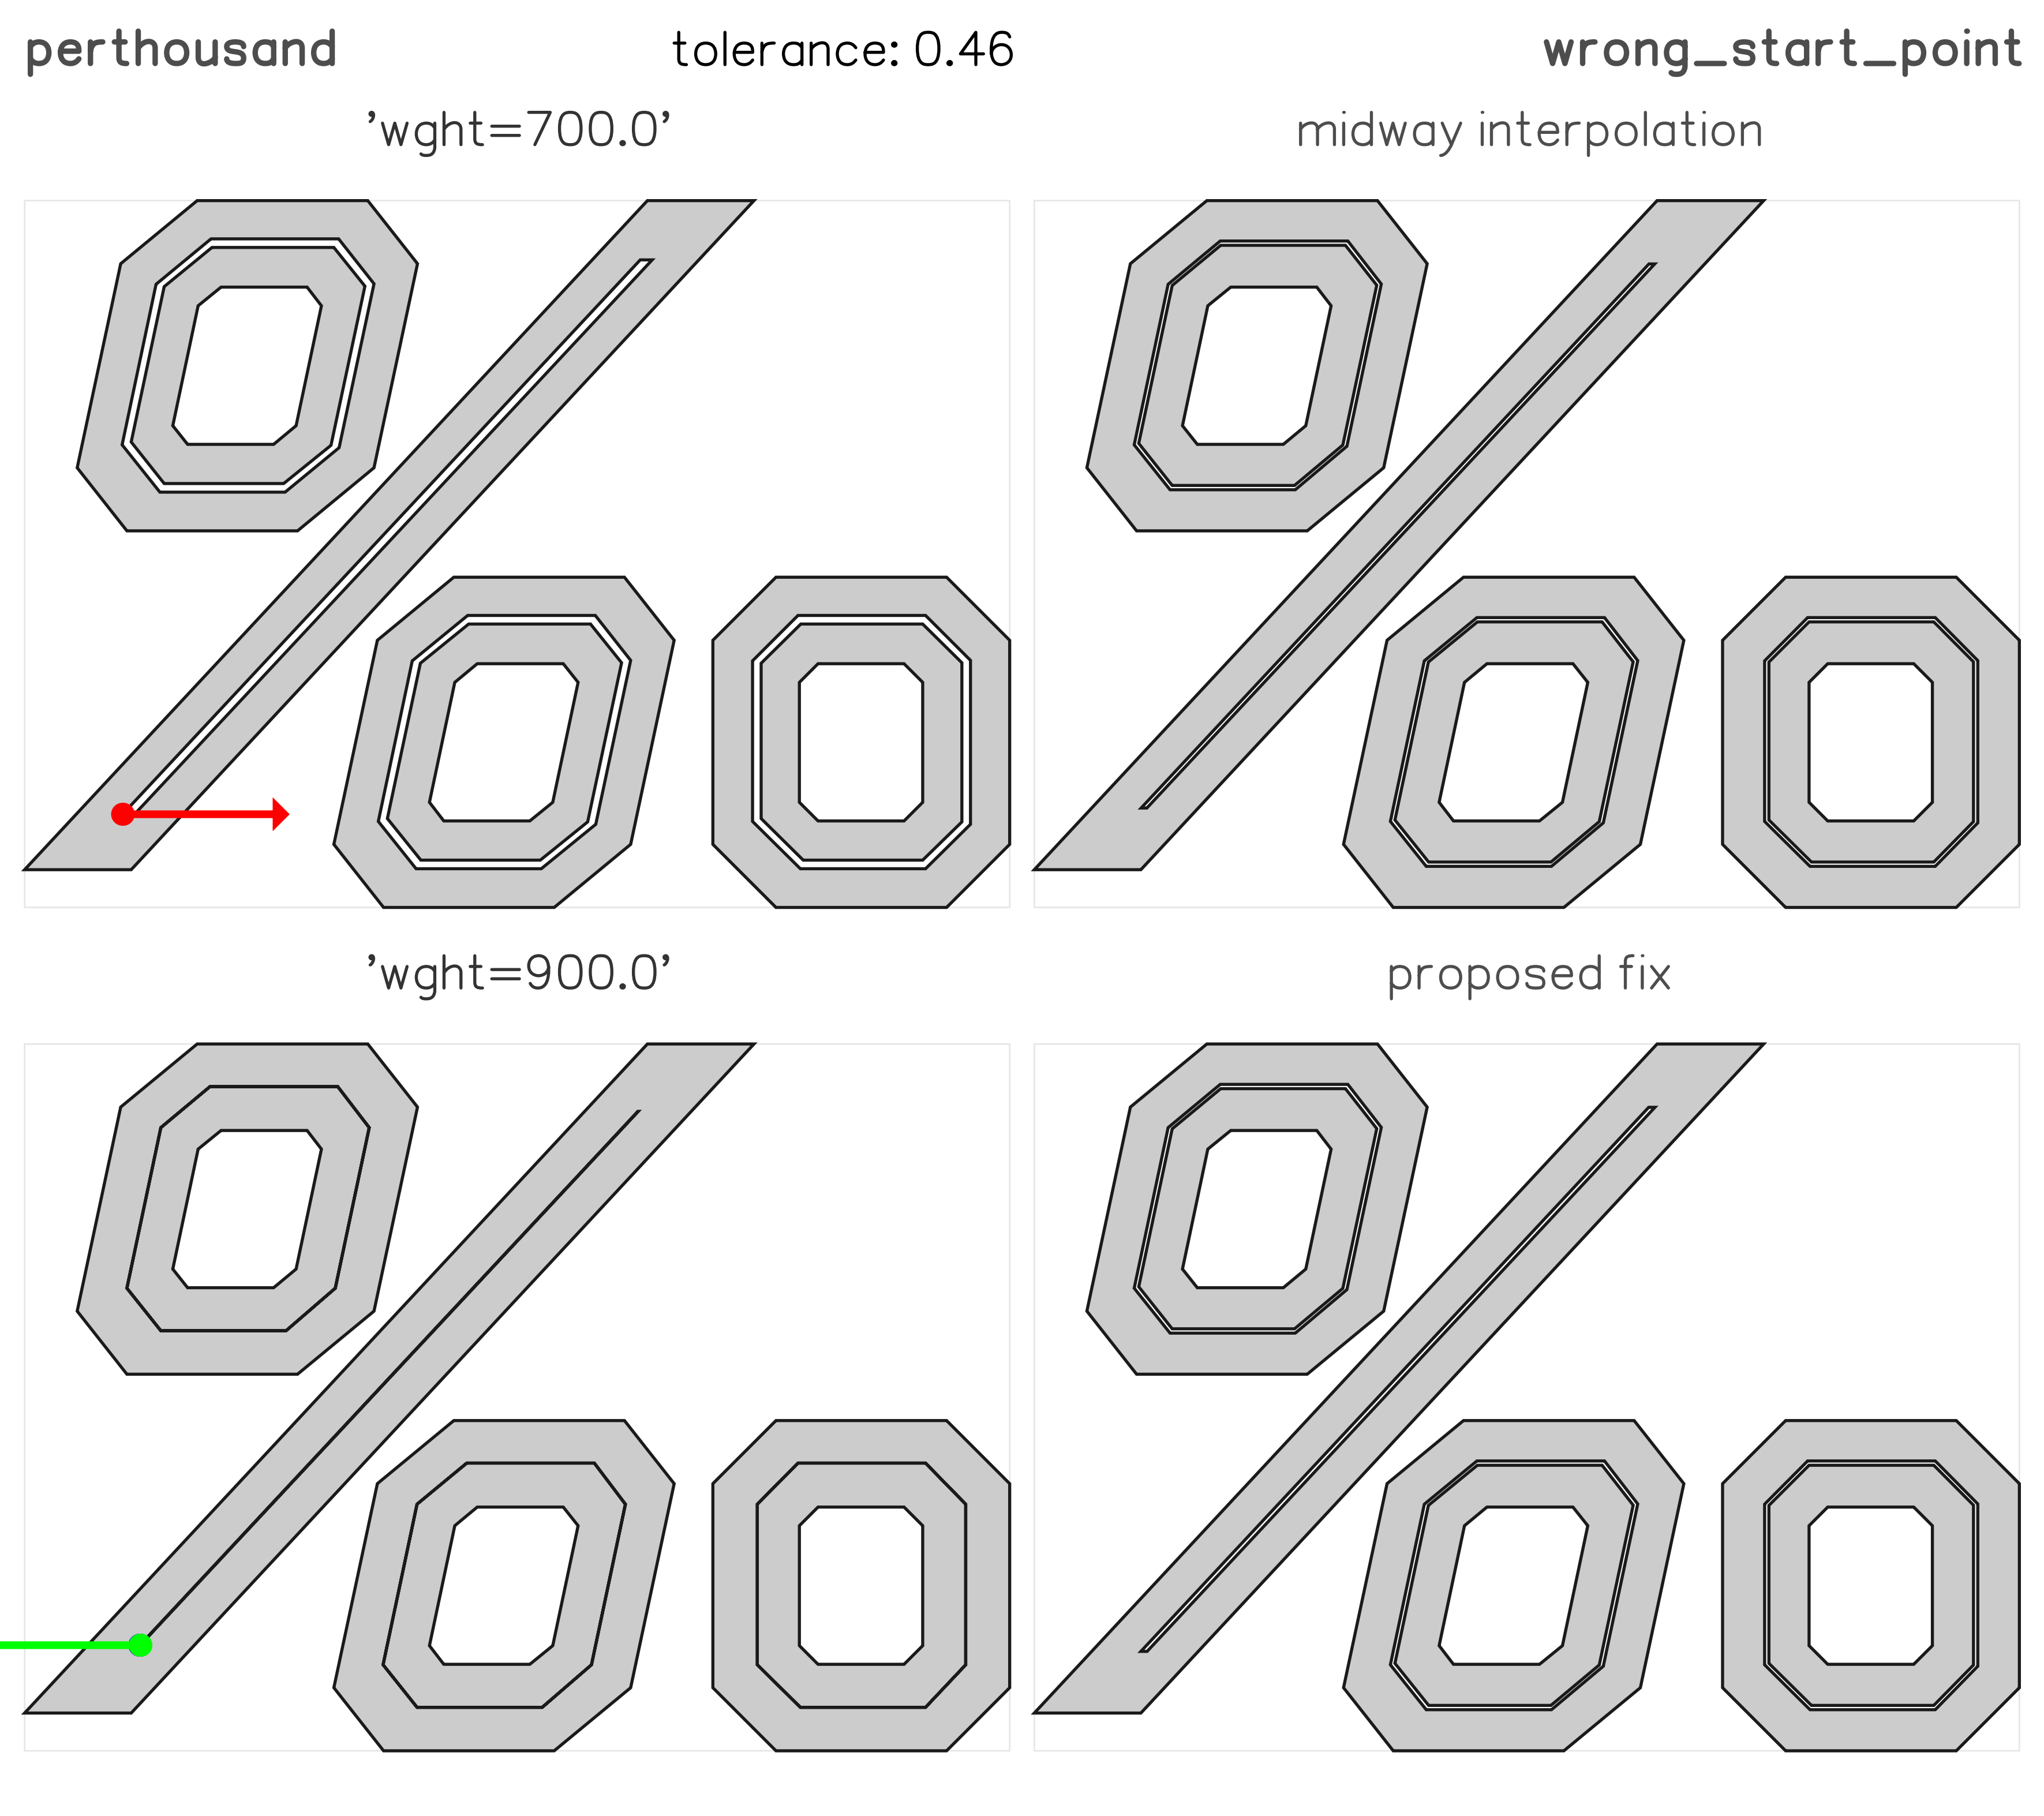 perthousand tolerance: 0.46 wrong_start_point
'wght=700.0' midway interpolation
'wght=900.0' proposed fix